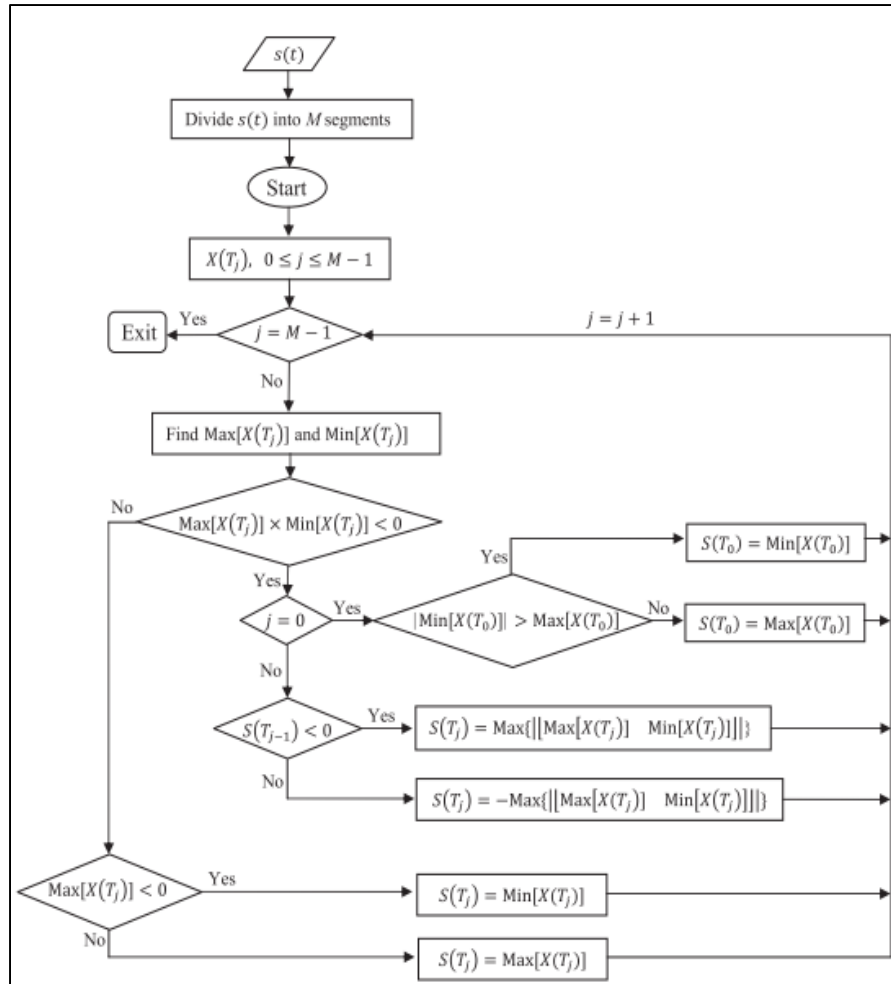 s(t)
Divide s(t) into M segments
Start
X(T_j), 0 ≤ j ≤ M − 1
Exit
Yes
j = M − 1
j = j + 1
No
Find Max[X(T_j)] and Min[X(T_j)]
No
Max[X(T_j)] × Min[X(T_j)] < 0
Yes
S(T_0) = Min[X(T_0)]
Yes
j = 0
Yes
|Min[X(T_0)]| > Max[X(T_0)]
No
S(T_0) = Max[X(T_0)]
No
S(T_{j−1}) < 0
Yes
S(T_j) = Max{|[Max[X(T_j)] Min[X(T_j)]]|}
No
S(T_j) = −Max{|[Max[X(T_j)] Min[X(T_j)]]|}
Max[X(T_j)] < 0
Yes
S(T_j) = Min[X(T_j)]
No
S(T_j) = Max[X(T_j)]